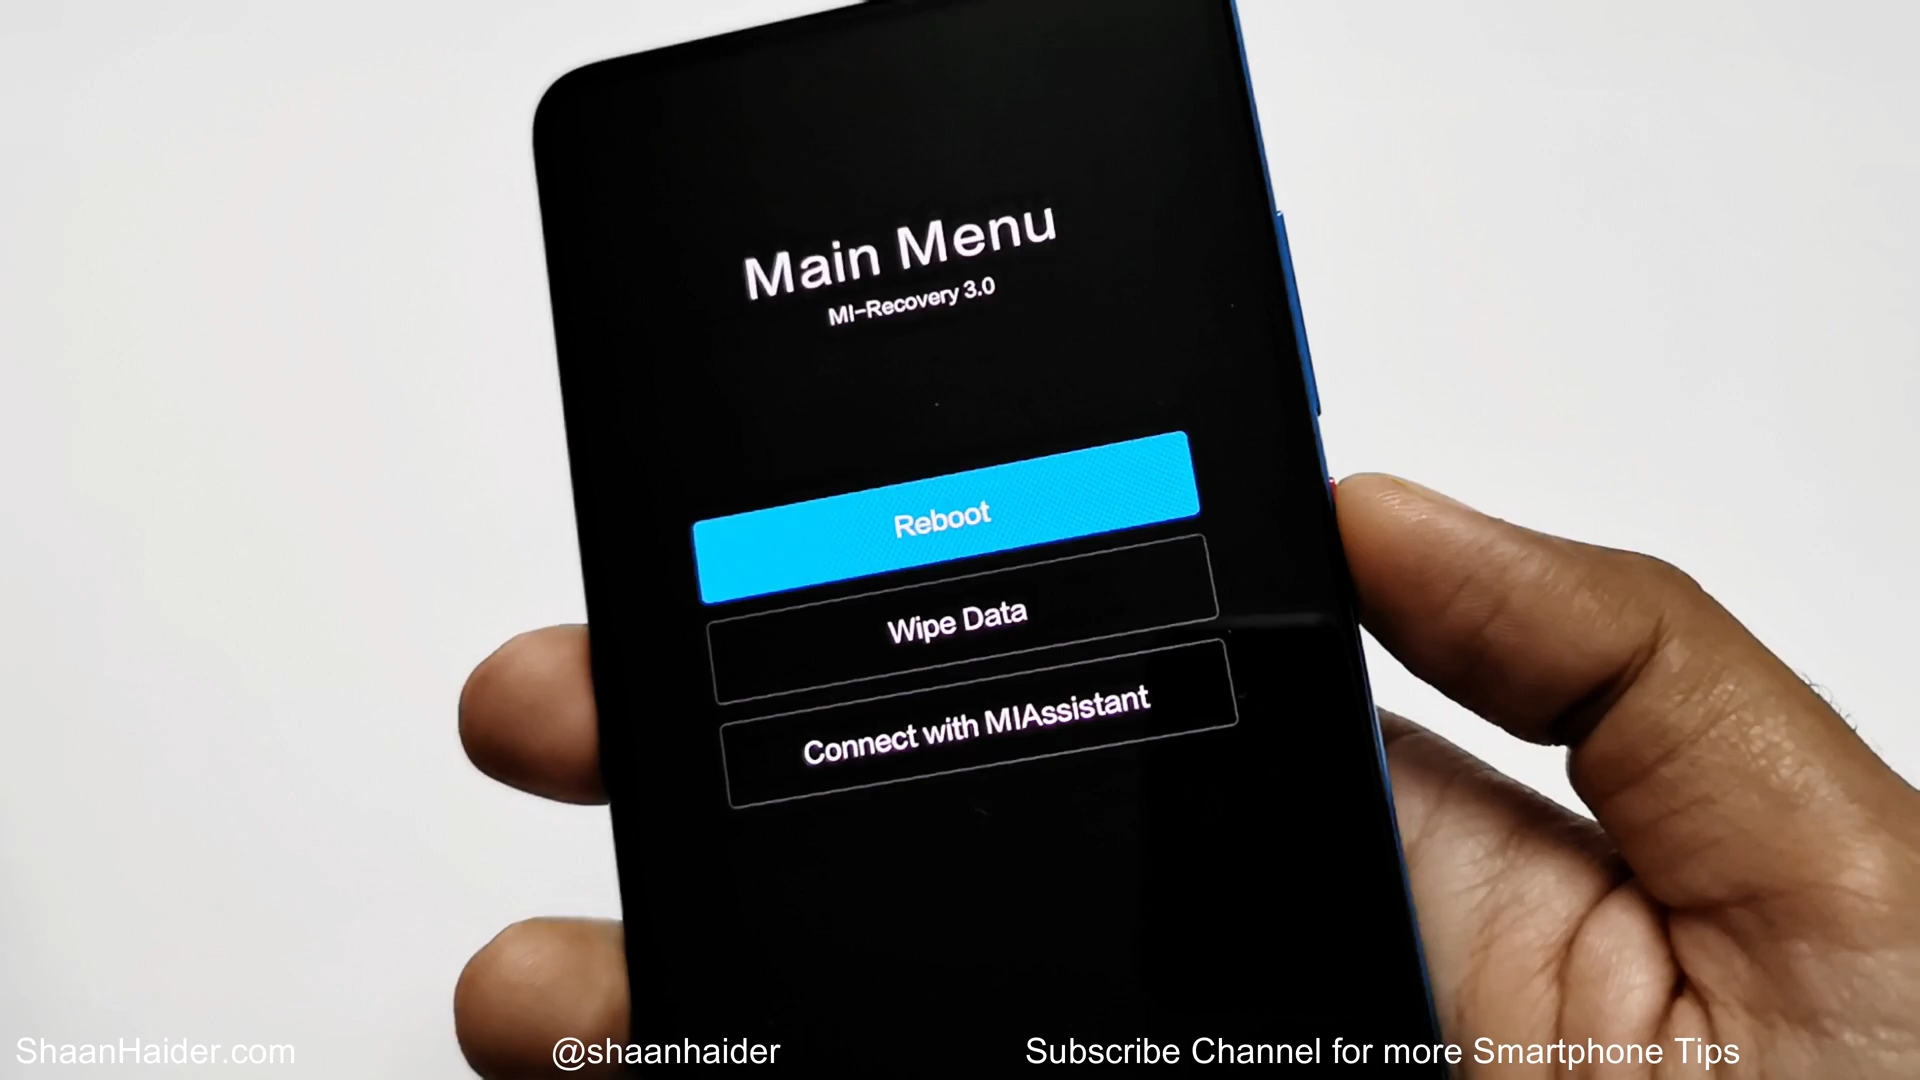 Main Menu
MI-Recovery 3.0
Reboot
Wipe Data
Connect with MIAssistant
ShaanHaider.com
@shaanhaider
Subscribe Channel for more Smartphone Tips